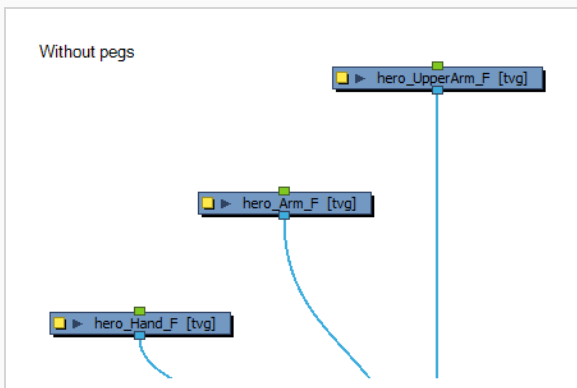 Without pegs
hero_UpperArm_F [tvg]
hero_Arm_F [tvg]
hero_Hand_F [tvg]